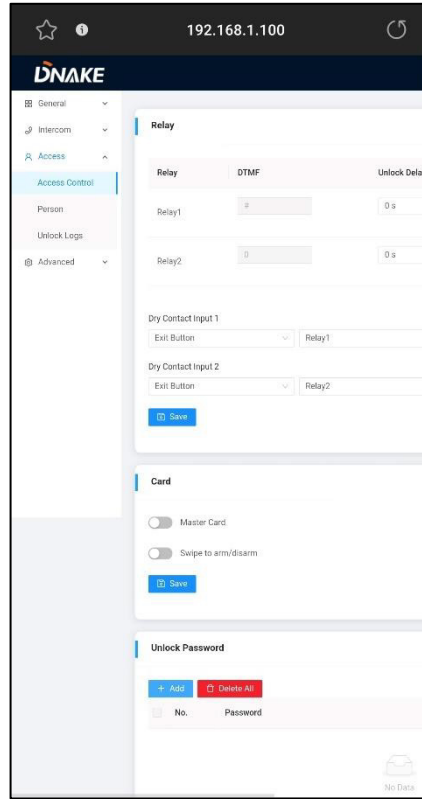 192.168.1.100
DNAKE
General
Intercom
Access
Access Control
Person
Unlock Logs
Advanced
Relay
Relay DTMF Unlock Dela
Relay1 # 0 s
Relay2 0 0 s
Dry Contact Input 1
Exit Button Relay1
Dry Contact Input 2
Exit Button Relay2
Save
Card
Master Card
Swipe to arm/disarm
Save
Unlock Password
+ Add Delete All
No. Password
No Data